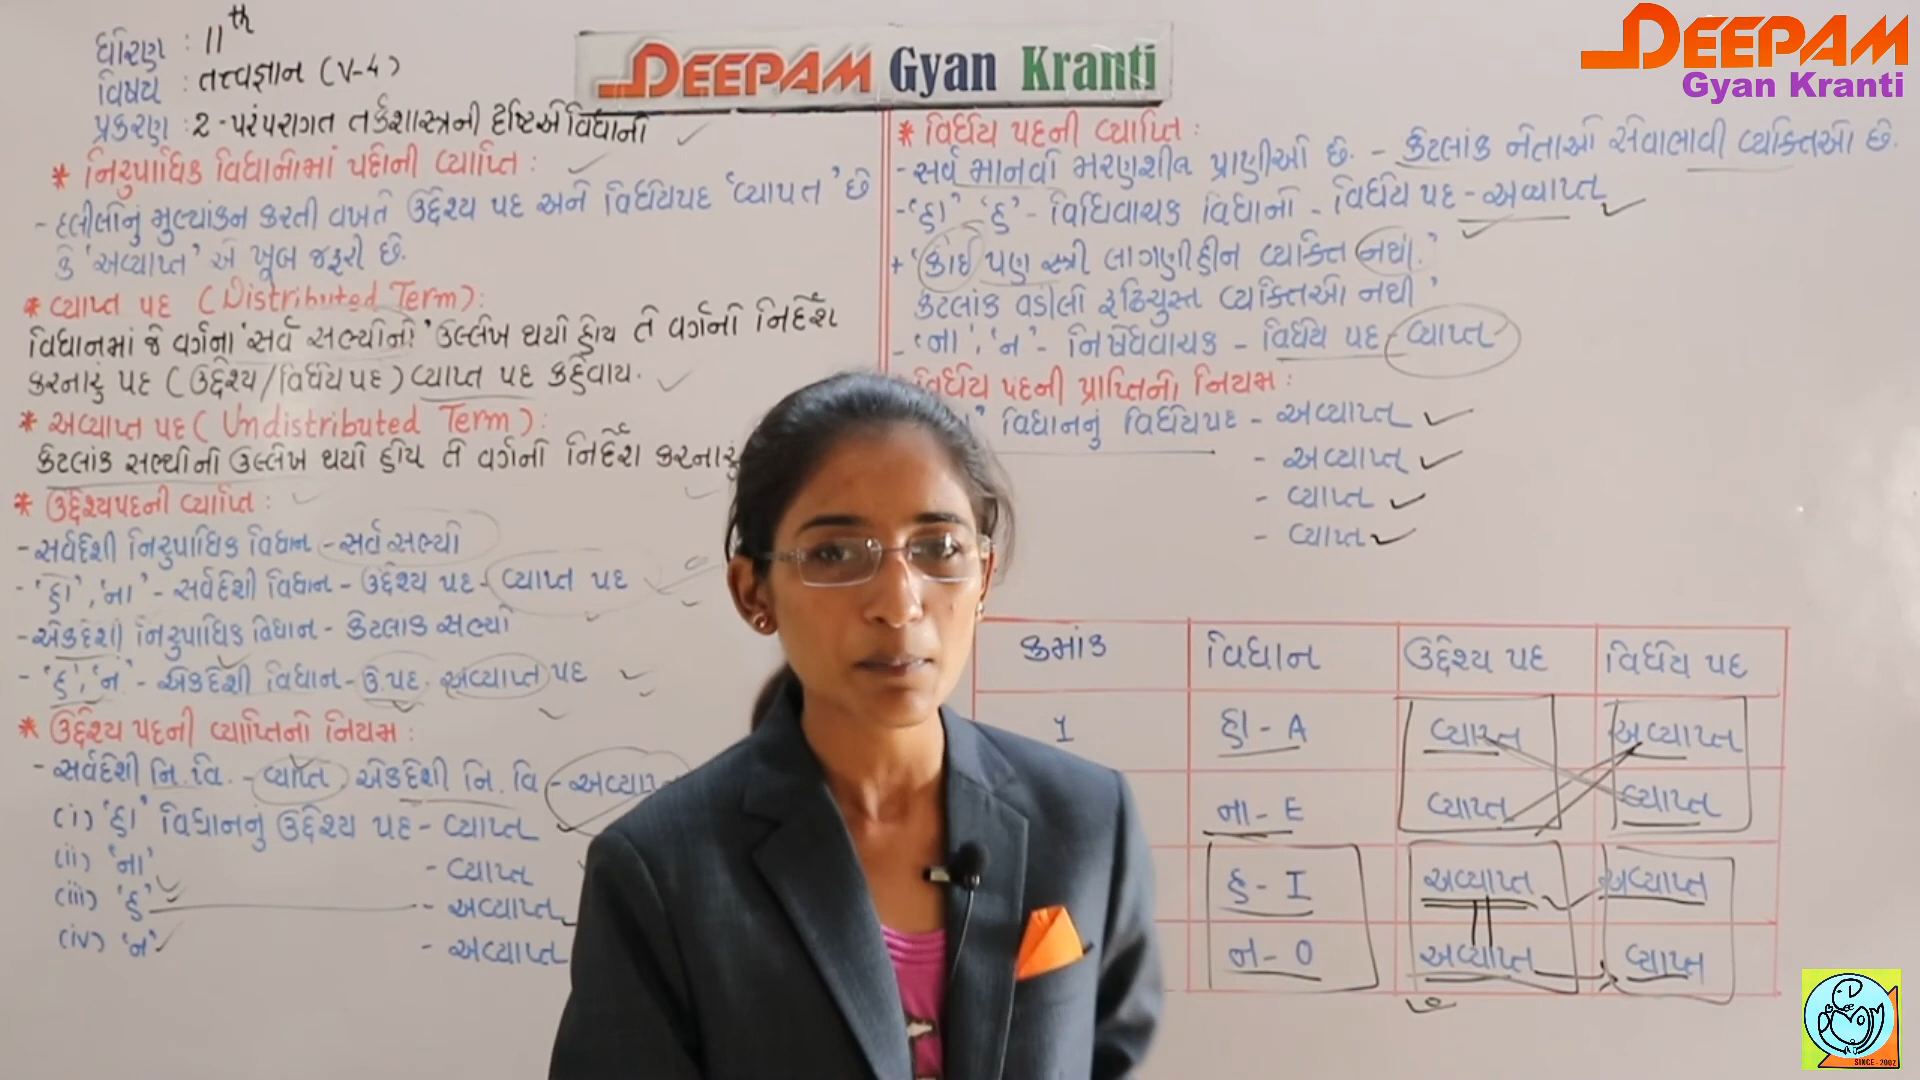 ધોરણ : 11th
વિષય : તત્ત્વજ્ઞાન (V-4)
પ્રકરણ : 2 - પરંપરાગત તર્કશાસ્ત્રની દૃષ્ટિએ વિધાનો
* નિરુપાધિક વિધાનોમાં પદોની વ્યાપ્તિ :
- દલીલોનું મુલ્યાંકન કરતી વખતે ઉદ્દેશ્ય પદ અને વિધેયપદ 'વ્યાપત' છે
કે 'અવ્યાપ્ત' એ ખૂબ જરૂરી છે.
* વ્યાપ્ત પદ (Distributed Term):
વિધાનમાં જે વર્ગના 'સર્વ સભ્યોનો' ઉલ્લેખ થયો હોય તે વર્ગનો નિર્દેશ
કરનારું પદ (ઉદ્દેશ્ય/વિધેયપદ) વ્યાપ્ત પદ કહેવાય.
* અવ્યાપ્ત પદ (Undistributed Term):
કેટલાંક સભ્યોનો ઉલ્લેખ થયો હોય તે વર્ગનો નિર્દેશ કરનારું
* ઉદ્દેશ્યપદની વ્યાપ્તિ :
- સર્વદેશી નિરુપાધિક વિધાન - સર્વ સભ્યો
- 'હા', 'ના' - સર્વદેશી વિધાન - ઉદ્દેશ્ય પદ - વ્યાપ્ત પદ
- એકદેશી નિરુપાધિક વિધાન - કેટલાક સભ્યો
- 'હ', 'ન' - એકદેશી વિધાન - ઉ. પદ. અવ્યાપ્ત પદ
* ઉદ્દેશ્ય પદની વ્યાપ્તિનો નિયમ :
- સર્વદેશી નિ. વિ. - વ્યાપ્ત, એકદેશી નિ. વિ - અવ્યાપ્ત
(i) 'હા' વિધાનનું ઉદ્દેશ્ય પદ - વ્યાપ્ત
(ii) 'ના' - વ્યાપ્ત
(iii) 'હ' - અવ્યાપ્ત
(iv) 'ન' - અવ્યાપ્ત
DEEPAM Gyan Kranti
* વિધેય પદની વ્યાપ્તિ :
- સર્વ માનવો મરણશીલ પ્રાણીઓ છે. - કેટલાંક નેતાઓ સેવાભાવી વ્યક્તિઓ છે.
- 'હા' 'હ' - વિધિવાચક વિધાનો - વિધેય પદ - અવ્યાપ્ત
+ 'કોઈ પણ સ્ત્રી લાગણીહીન વ્યક્તિ નથી.'
કેટલાંક વડીલો રૂઢિચુસ્ત વ્યક્તિઓ નથી '
- 'ના', 'ન' - નિષેધવાચક - વિધેય પદ - વ્યાપ્ત
વિધેય પદની પ્રાપ્તિનો નિયમ :
વિધાનનું વિધેયપદ - અવ્યાપ્ત
- અવ્યાપ્ત
- વ્યાપ્ત
- વ્યાપ્ત
ક્રમાંક વિધાન ઉદ્દેશ્ય પદ વિધેય પદ
1 હા - A વ્યાપ્ત અવ્યાપ્ત
ના - E વ્યાપ્ત વ્યાપ્ત
હ - I અવ્યાપ્ત અવ્યાપ્ત
ન - O અવ્યાપ્ત વ્યાપ્ત
DEEPAM
Gyan Kranti
SINCE - 2002